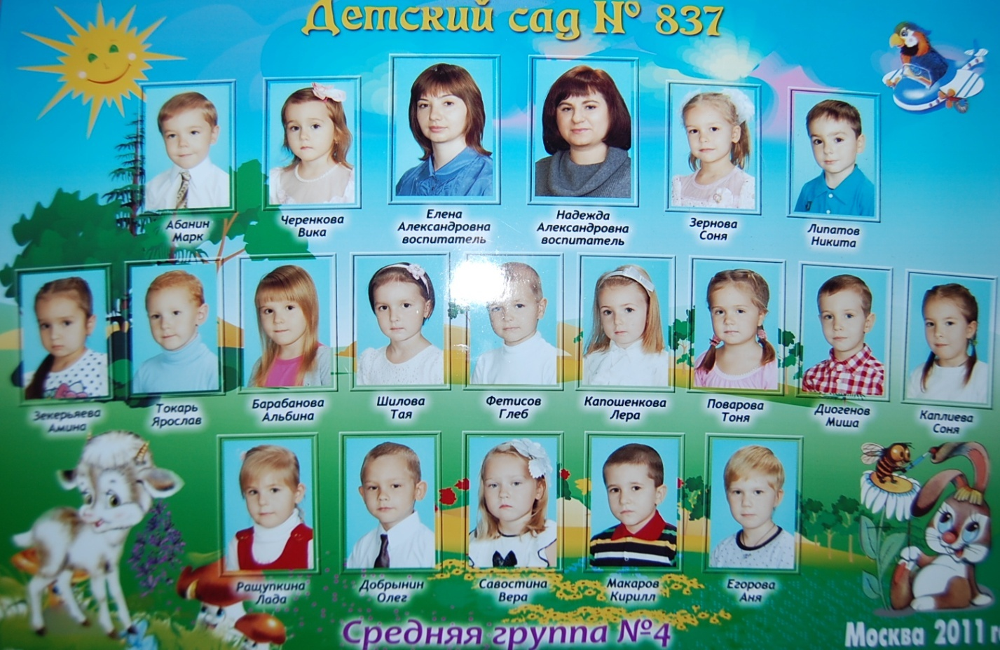 Детский сад № 837
Абанин
Марк
Черенкова
Вика
Елена
Александровна
воспитатель
Надежда
Александровна
воспитатель
Зернова
Соня
Липатов
Никита
Зекерьяева
Амина
Токарь
Ярослав
Барабанова
Альбина
Шилова
Тая
Фетисов
Глеб
Капошенкова
Лера
Поварова
Тоня
Диогенов
Миша
Каплиева
Соня
Ращупкина
Лада
Добрынин
Олег
Савостина
Вера
Макаров
Кирилл
Егорова
Аня
Средняя группа №4
Москва 2011 г